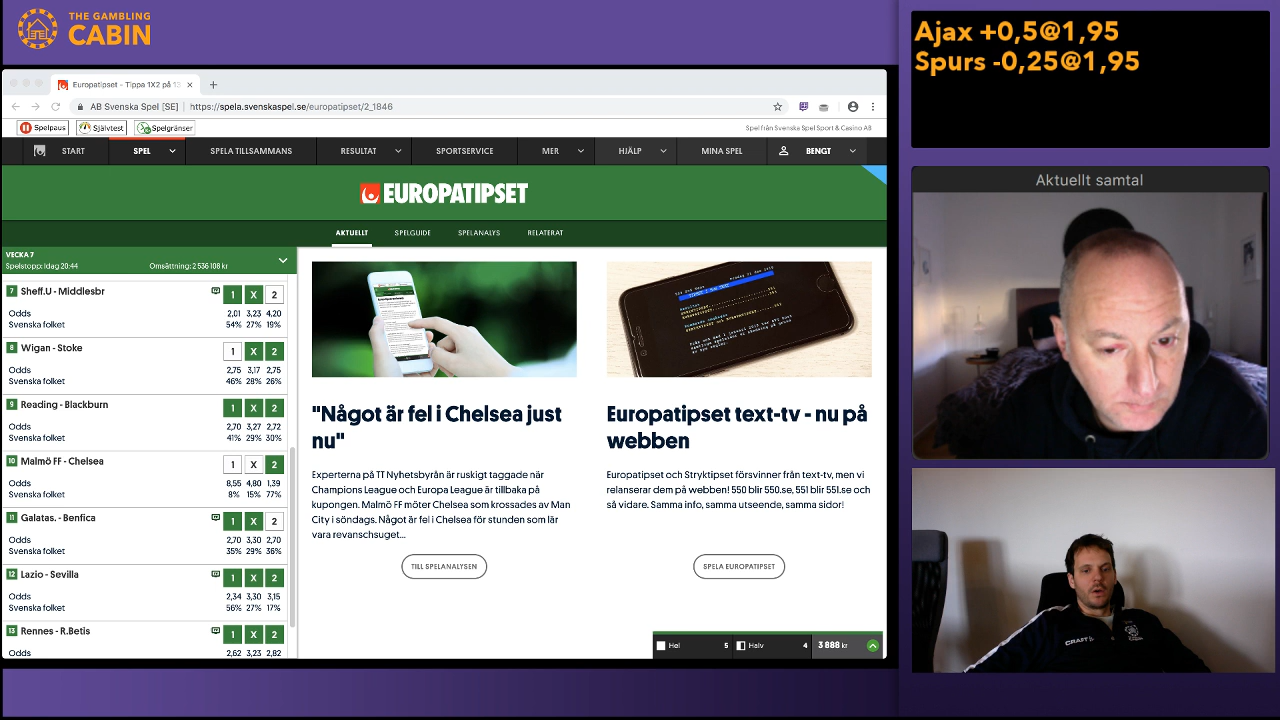 THE GAMBLING
CABIN
Europatipset - Tippa 1X2 på 13
AB Svenska Spel [SE] | https://spela.svenskaspel.se/europatipset/2_1846
Spelpaus Självtest Spelgränser
Spel från Svenska Spel Sport & Casino AB
START SPEL SPELA TILLSAMMANS RESULTAT SPORTSERVICE MER HJÄLP MINA SPEL BENGT
EUROPATIPSET
AKTUELLT SPELGUIDE SPELANALYS RELATERAT
VECKA 7
Spelstopp: Idag 20:44 Omsättning: 2 536 108 kr
7 Sheff.U - Middlesbr 1 X 2
Odds 2,01 3,23 4,20
Svenska folket 54% 27% 19%
8 Wigan - Stoke 1 X 2
Odds 2,75 3,17 2,75
Svenska folket 46% 28% 26%
9 Reading - Blackburn 1 X 2
Odds 2,70 3,27 2,72
Svenska folket 41% 29% 30%
10 Malmö FF - Chelsea 1 X 2
Odds 8,55 4,80 1,39
Svenska folket 8% 15% 77%
11 Galatas. - Benfica 1 X 2
Odds 2,70 3,30 2,70
Svenska folket 35% 29% 36%
12 Lazio - Sevilla 1 X 2
Odds 2,34 3,30 3,15
Svenska folket 56% 27% 17%
13 Rennes - R.Betis 1 X 2
Odds 2,62 3,23 2,82
"Något är fel i Chelsea just
nu"
Experterna på TT Nyhetsbyrån är ruskigt taggade när
Champions League och Europa League är tillbaka på
kupongen. Malmö FF möter Chelsea som krossades av Man
City i söndags. Något är fel i Chelsea för stunden som lär
vara revanschsuget...
TILL SPELANALYSEN
Europatipset text-tv - nu på
webben
Europatipset och Stryktipset försvinner från text-tv, men vi
relanserar dem på webben! 550 blir 550.se, 551 blir 551.se och
så vidare. Samma info, samma utseende, samma sidor!
SPELA EUROPATIPSET
Hel 5 Halv 4 3 888 kr
Ajax +0,5@1,95
Spurs -0,25@1,95
Aktuellt samtal
CRAFT